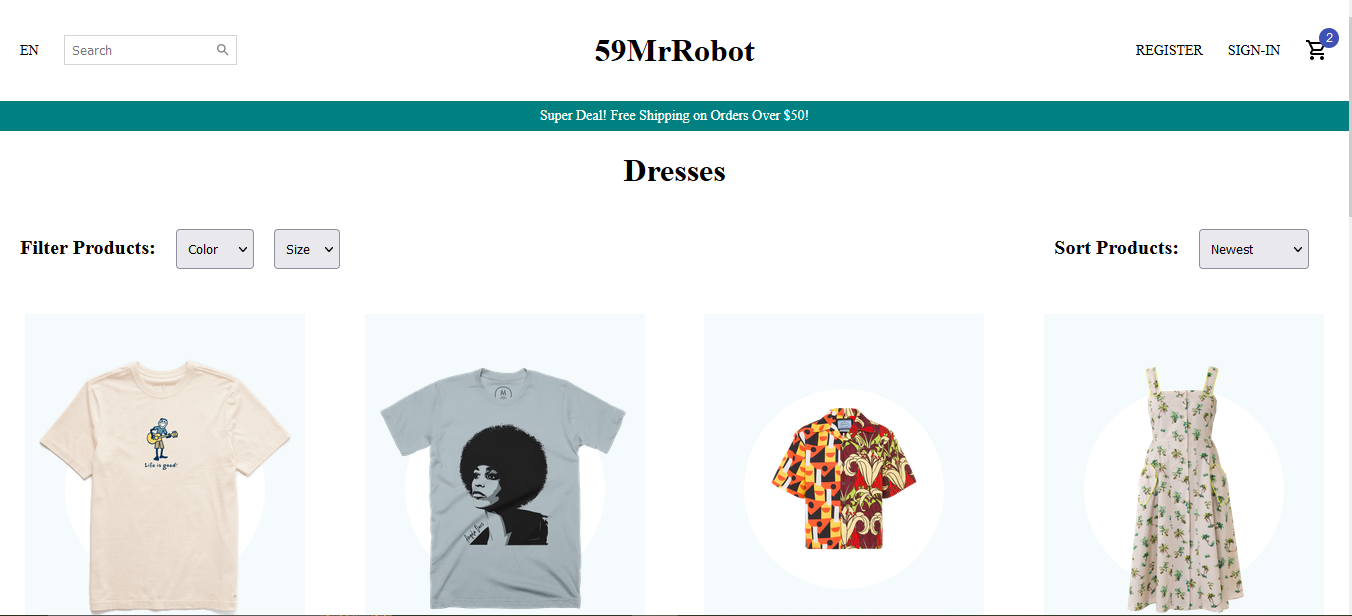 EN
Search
59MrRobot
REGISTER
SIGN-IN
2
Super Deal! Free Shipping on Orders Over $50!
Dresses
Filter Products:
Color
Size
Sort Products:
Newest
Life is good
M